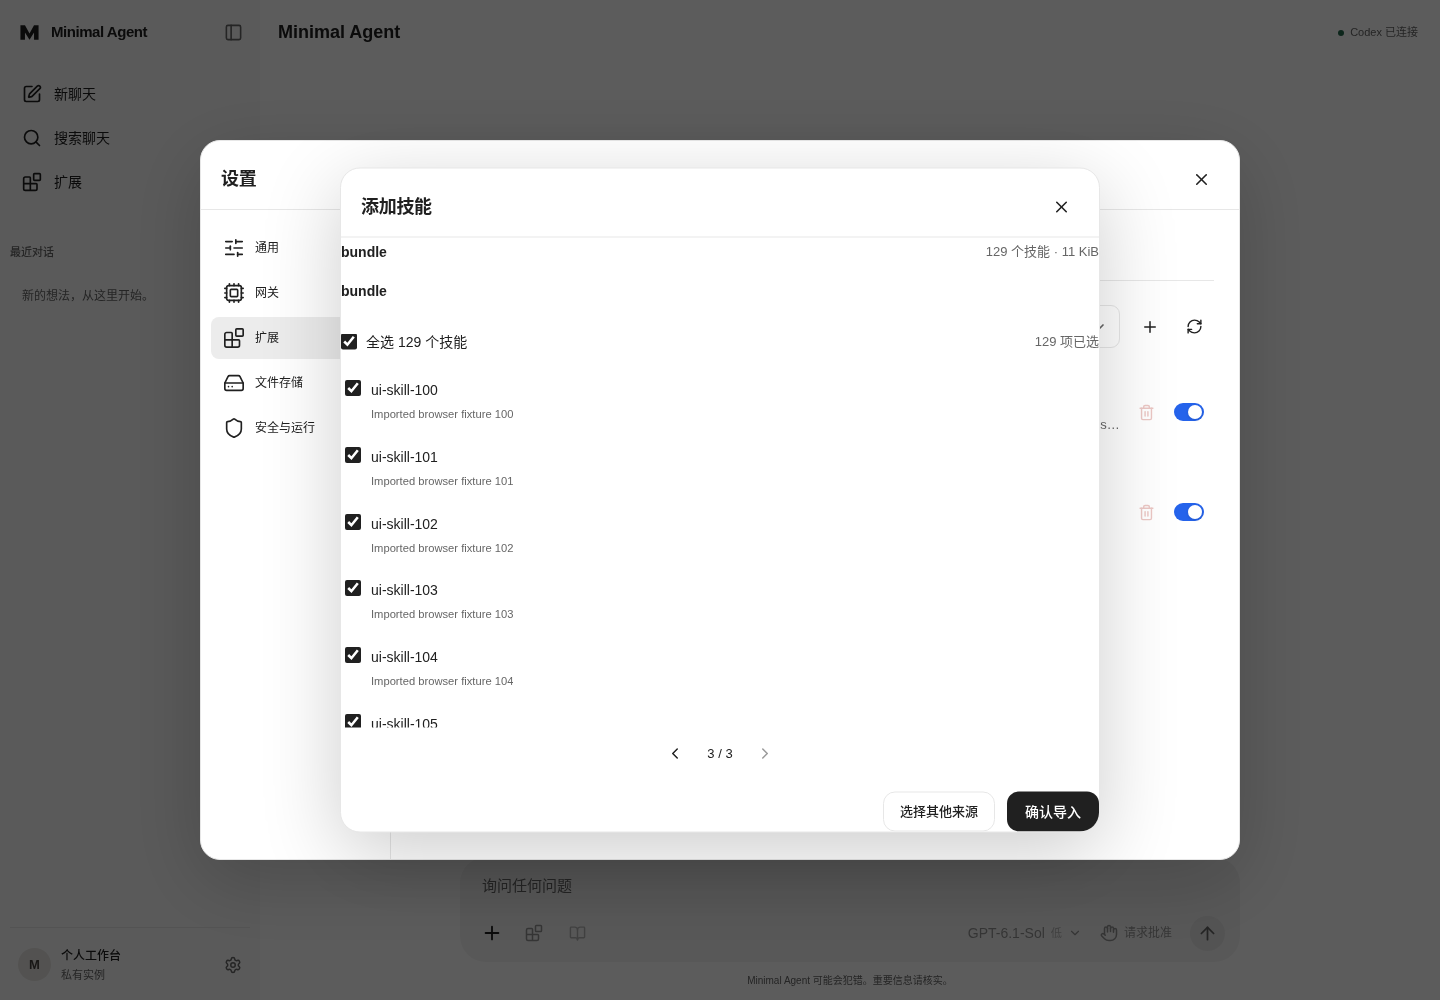 Minimal Agent
Minimal Agent
Codex 已连接
新聊天
搜索聊天
扩展
最近对话
新的想法，从这里开始。
设置
通用
网关
扩展
文件存储
安全与运行
s...
添加技能
bundle
129 个技能 · 11 KiB
bundle
全选 129 个技能
129 项已选
ui-skill-100
Imported browser fixture 100
ui-skill-101
Imported browser fixture 101
ui-skill-102
Imported browser fixture 102
ui-skill-103
Imported browser fixture 103
ui-skill-104
Imported browser fixture 104
ui-skill-105
3 / 3
选择其他来源
确认导入
询问任何问题
GPT-6.1-Sol 低
请求批准
Minimal Agent 可能会犯错。重要信息请核实。
M
个人工作台
私有实例